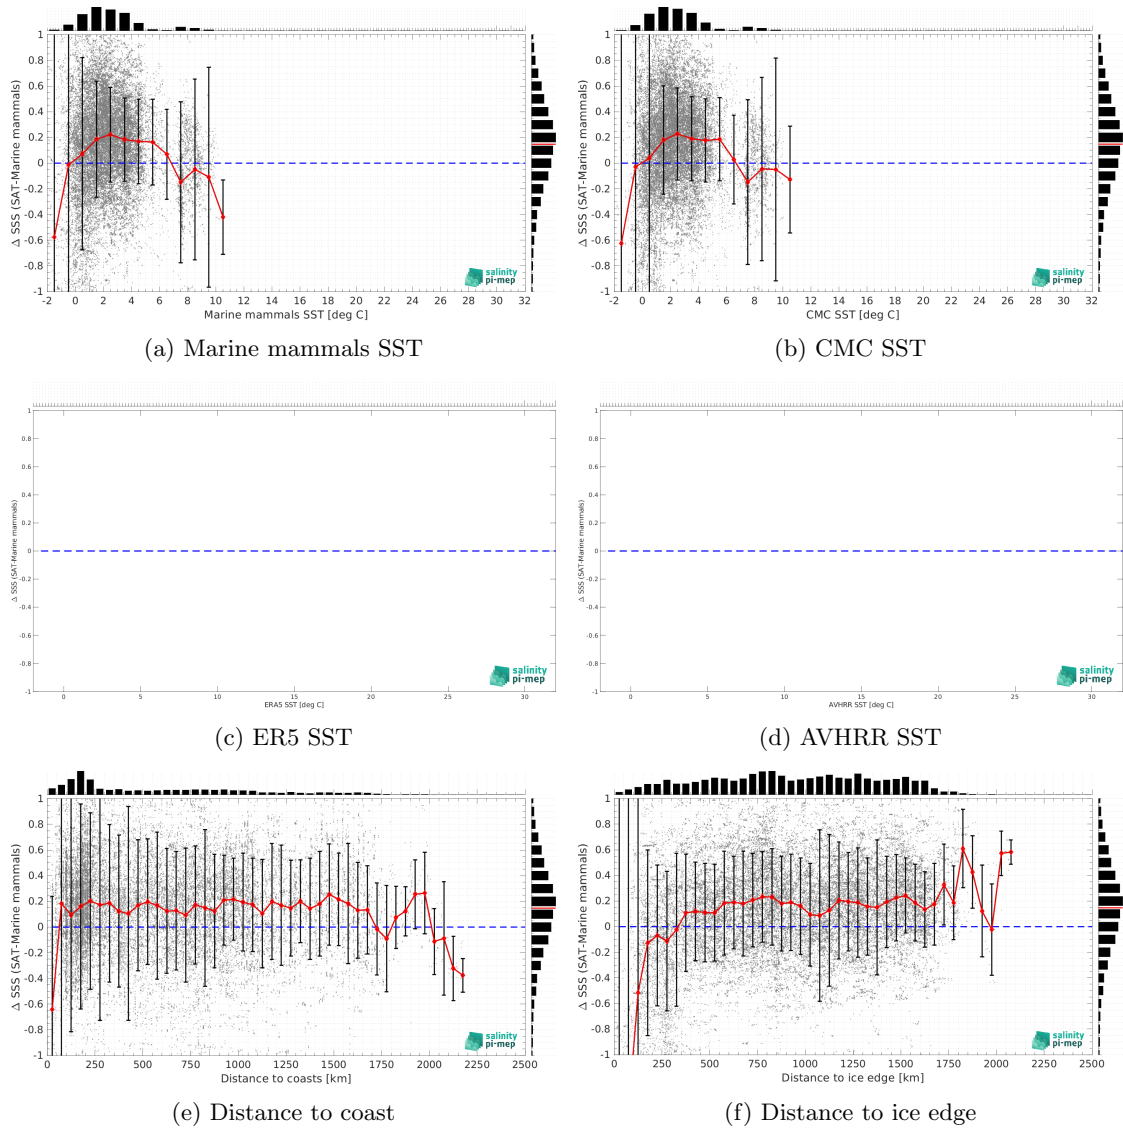 Δ SSS (SAT-Marine mammals)
1
0.8
0.6
0.4
0.2
0
-0.2
-0.4
-0.6
-0.8
-1
-2 0 2 4 6 8 10 12 14 16 18 20 22 24 26 28 30 32
Marine mammals SST [deg C]
salinity
pi-mep
(a) Marine mammals SST
Δ SSS (SAT-Marine mammals)
1
0.8
0.6
0.4
0.2
0
-0.2
-0.4
-0.6
-0.8
-1
-2 0 2 4 6 8 10 12 14 16 18 20 22 24 26 28 30 32
CMC SST [deg C]
salinity
pi-mep
(b) CMC SST
Δ SSS (SAT-Marine mammals)
1
0.8
0.6
0.4
0.2
0
-0.2
-0.4
-0.6
-0.8
-1
0 5 10 15 20 25 30
ERA5 SST [deg C]
salinity
pi-mep
(c) ER5 SST
Δ SSS (SAT-Marine mammals)
1
0.8
0.6
0.4
0.2
0
-0.2
-0.4
-0.6
-0.8
-1
0 5 10 15 20 25 30
AVHRR SST [deg C]
salinity
pi-mep
(d) AVHRR SST
Δ SSS (SAT-Marine mammals)
1
0.8
0.6
0.4
0.2
0
-0.2
-0.4
-0.6
-0.8
-1
0 250 500 750 1000 1250 1500 1750 2000 2250 2500
Distance to coasts [km]
salinity
pi-mep
(e) Distance to coast
Δ SSS (SAT-Marine mammals)
1
0.8
0.6
0.4
0.2
0
-0.2
-0.4
-0.6
-0.8
-1
0 250 500 750 1000 1250 1500 1750 2000 2250 2500
Distance to ice edge [km]
salinity
pi-mep
(f) Distance to ice edge